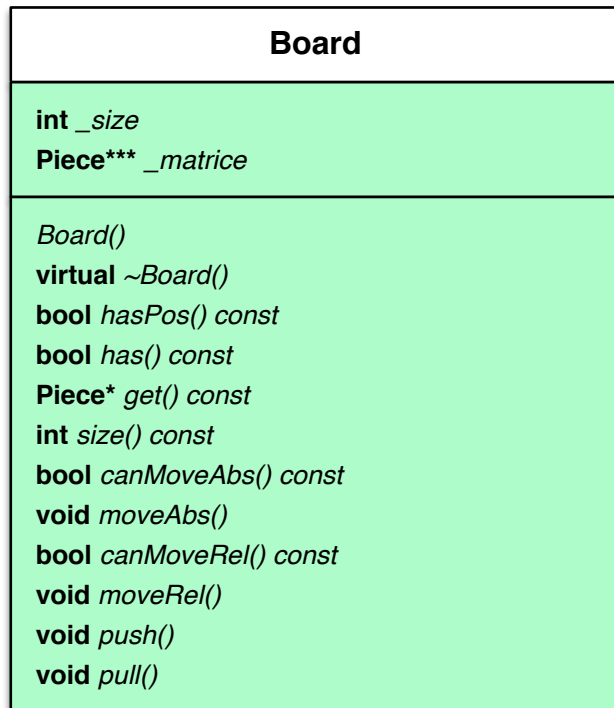 Board
int _size
Piece*** _matrice
Board()
virtual ~Board()
bool hasPos() const
bool has() const
Piece* get() const
int size() const
bool canMoveAbs() const
void moveAbs()
bool canMoveRel() const
void moveRel()
void push()
void pull()